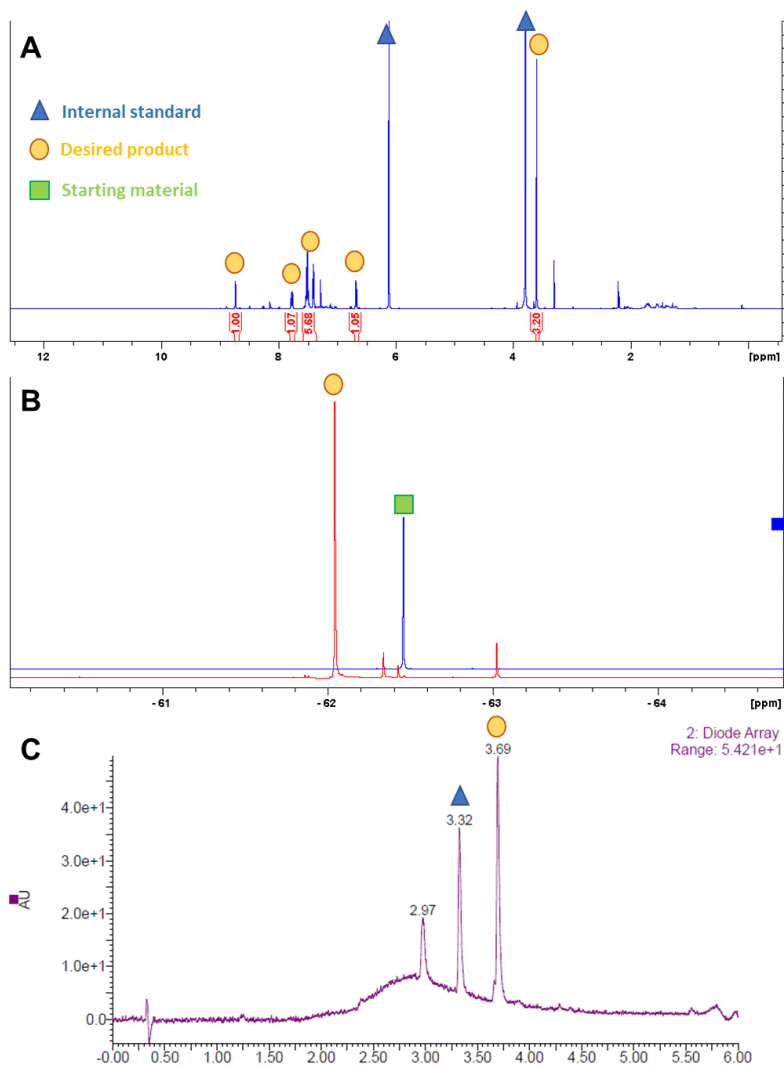 A
Internal standard
Desired product
Starting material
1.00
1.07
5.68
1.05
3.20
12 10 8 6 4 2 [ppm]
B
-61 -62 -63 -64 [ppm]
C
2: Diode Array
Range: 5.421e+1
3.69
3.32
2.97
AU
4.0e+1
3.0e+1
2.0e+1
1.0e+1
0.0
-0.00 0.50 1.00 1.50 2.00 2.50 3.00 3.50 4.00 4.50 5.00 5.50 6.00